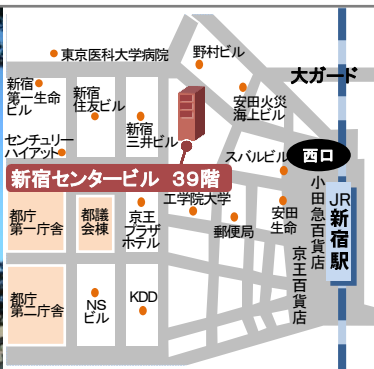 東京医科大学病院
野村ビル
大ガード
新宿
第一生命
ビル
新宿
住友ビル
新宿
三井ビル
安田火災
海上ビル
センチュリー
ハイアット
スバルビル
西口
新宿センタービル 39階
小田急百貨店
JR新宿駅
都庁
第一庁舎
都議
会棟
京王
プラザ
ホテル
工学院大学
郵便局
安田
生命
京王百貨店
都庁
第二庁舎
NS
ビル
KDD